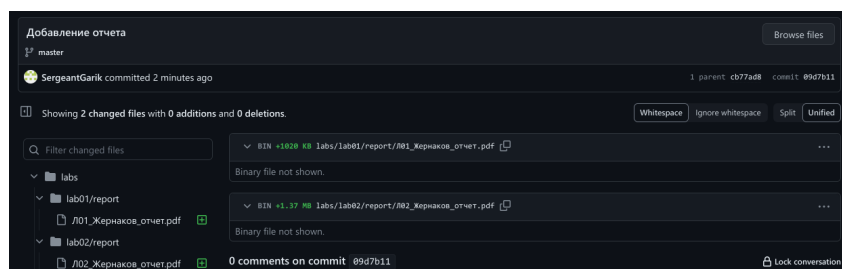 Добавление отчета
Browse files
master
SergeantGarik committed 2 minutes ago
1 parent cb77ad8 commit 09d7b11
Showing 2 changed files with 0 additions and 0 deletions.
Whitespace Ignore whitespace Split Unified
Filter changed files
labs
lab01/report
Л01_Жернаков_отчет.pdf
lab02/report
Л02_Жернаков_отчет.pdf
BIN +1020 KB labs/lab01/report/Л01_Жернаков_отчет.pdf
Binary file not shown.
BIN +1.37 MB labs/lab02/report/Л02_Жернаков_отчет.pdf
Binary file not shown.
0 comments on commit 09d7b11
Lock conversation